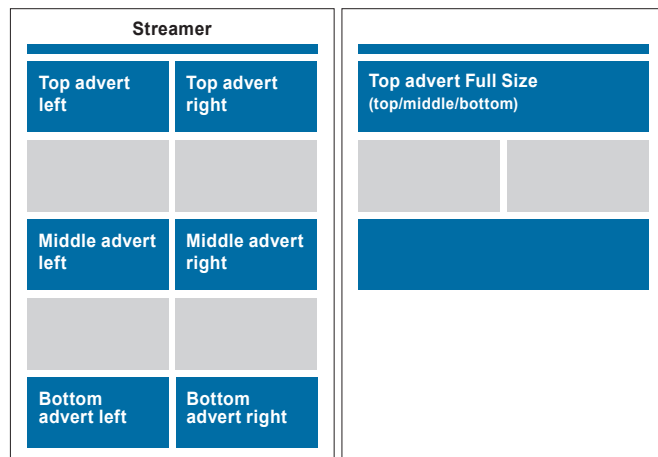 Streamer
Top advert
left
Top advert
right
Middle advert
left
Middle advert
right
Bottom
advert left
Bottom
advert right
Top advert Full Size
(top/middle/bottom)